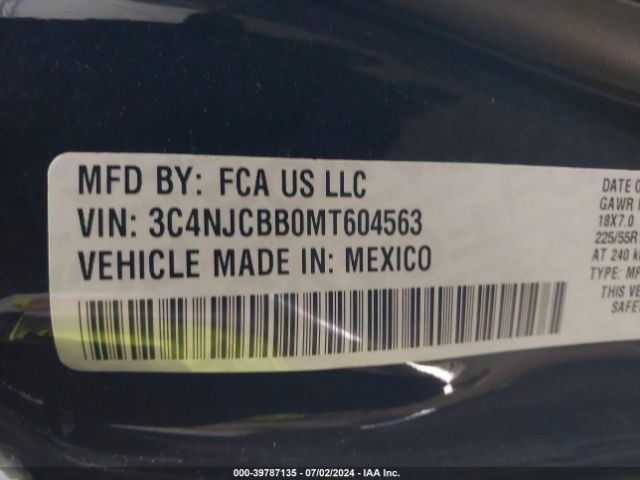 MFD BY: FCA US LLC
VIN: 3C4NJCBB0MT604563
VEHICLE MADE IN: MEXICO
DATE O
GAWR
18X7.0
225/55R
AT 240 k
TYPE: MP
THIS VE
SAFET
000-39787135 - 07/02/2024 - IAA Inc.